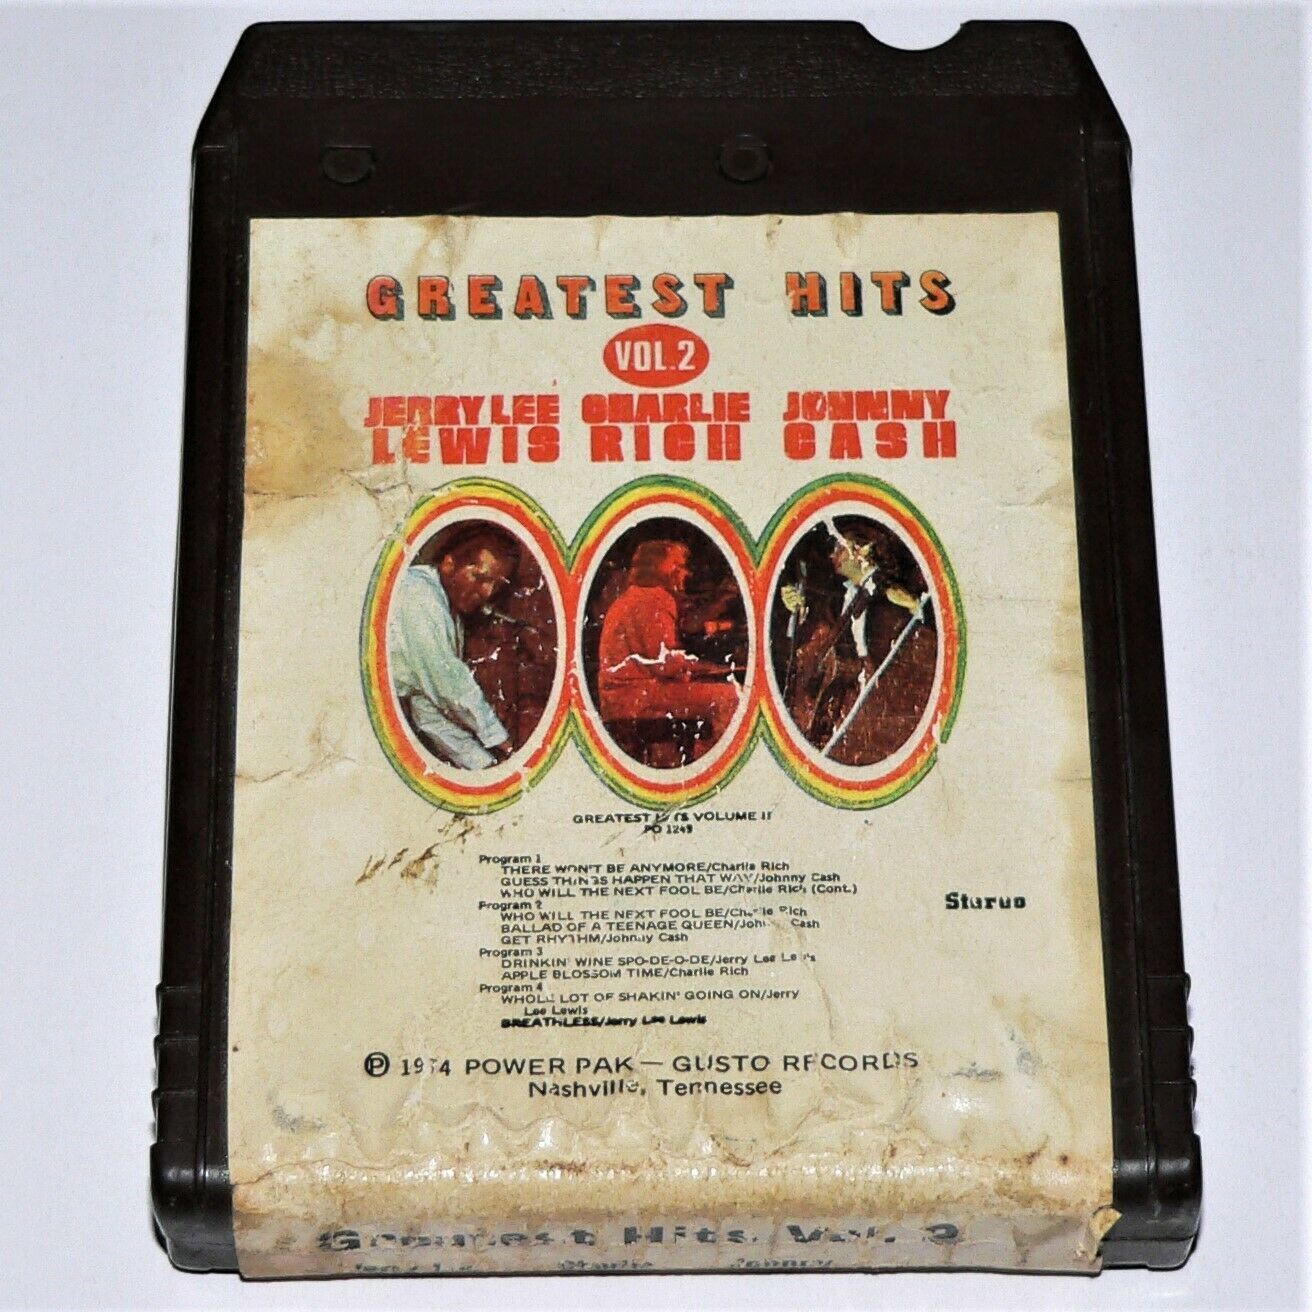 GREATEST HITS
VOL.2
JERRY LEE CHARLIE JOHNNY
LEWIS RICH CASH
GREATEST HITS VOLUME II
PO 1249
Program 1
THERE WON'T BE ANYMORE/Charlie Rich
GUESS THINGS HAPPEN THAT WAY/Johnny Cash
WHO WILL THE NEXT FOOL BE/Charlie Rich (Cont.)
Program 2
WHO WILL THE NEXT FOOL BE/Charlie Rich
BALLAD OF A TEENAGE QUEEN/Johnny Cash
GET RHYTHM/Johnny Cash
Program 3
DRINKIN' WINE SPO-DE-O-DE/Jerry Lee Lewis
APPLE BLOSSOM TIME/Charlie Rich
Program 4
WHOLE LOT OF SHAKIN' GOING ON/Jerry
Lee Lewis
BREATHLESS/Jerry Lee Lewis
Stereo
℗ 1974 POWER PAK — GUSTO RECORDS
Nashville, Tennessee
Greatest Hits, Vol. 2
Jerry Lee Charlie Johnny